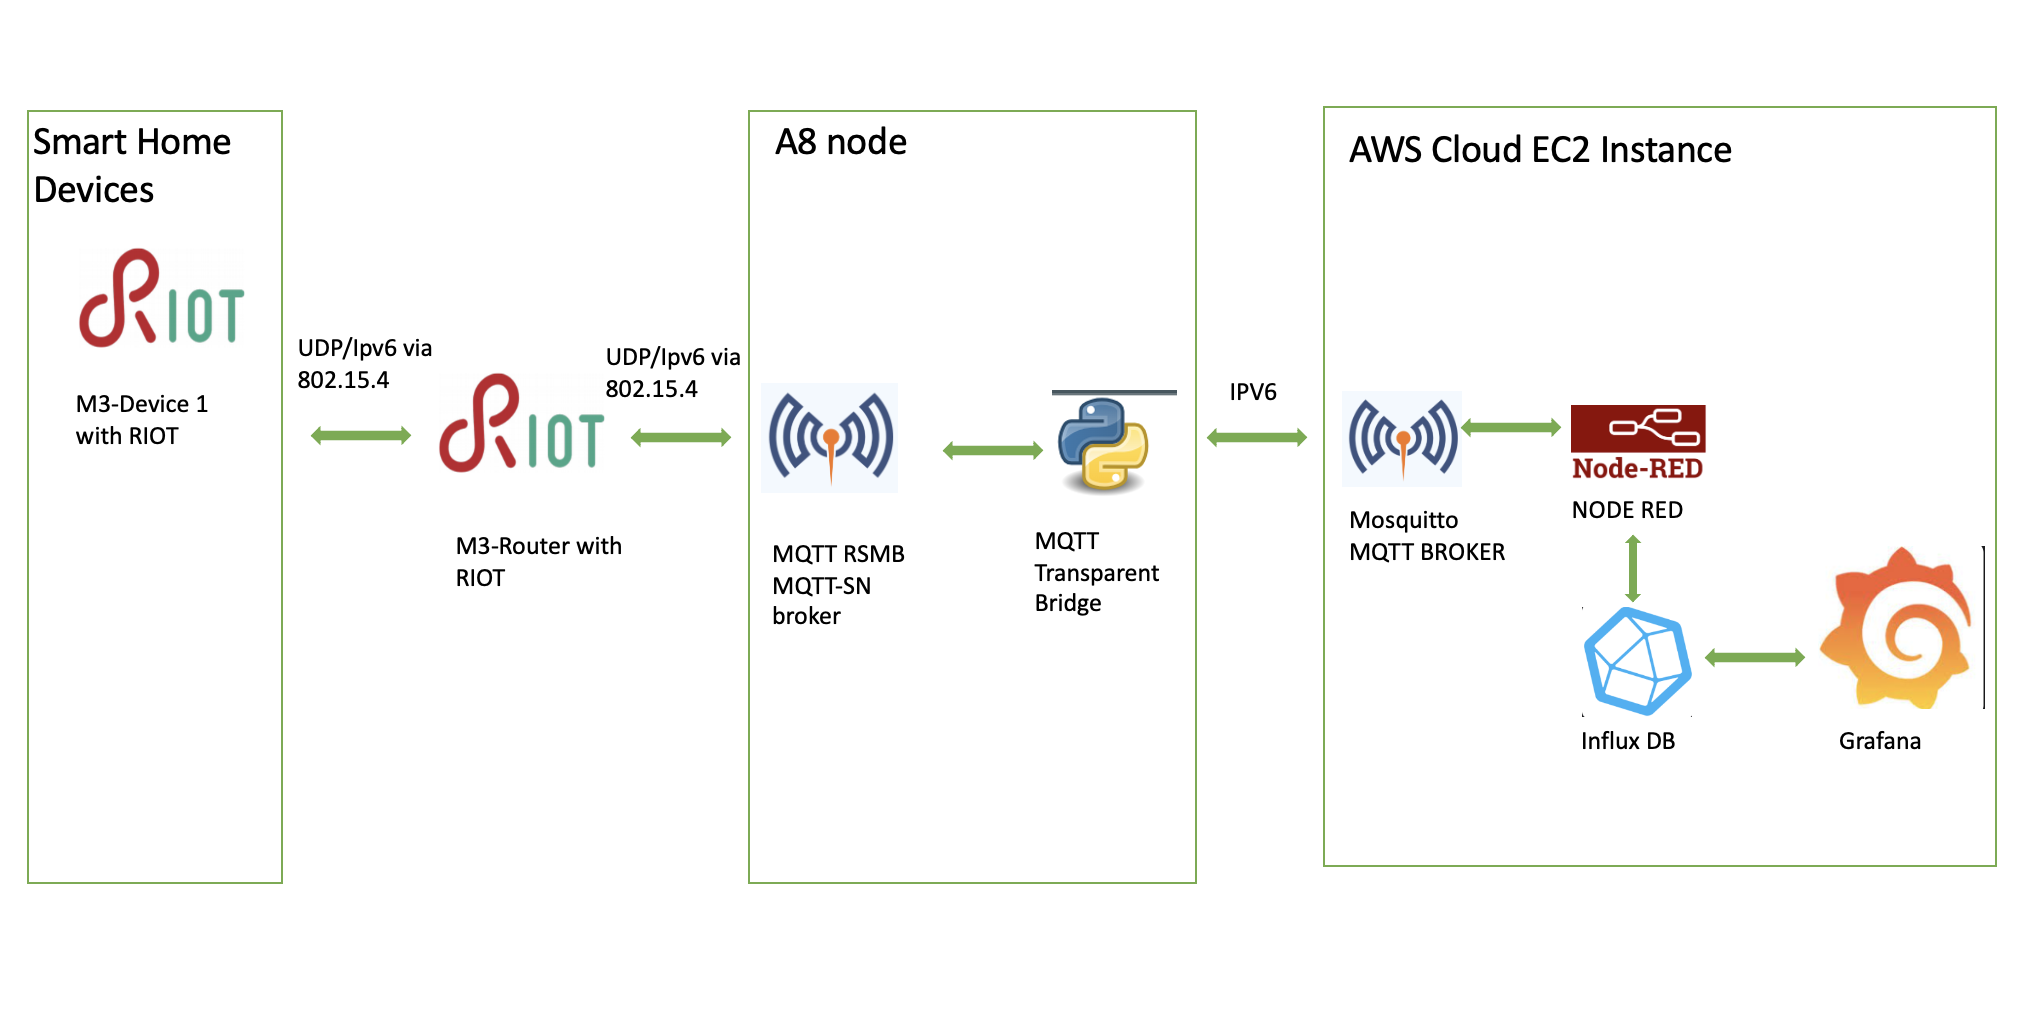 Smart Home
Devices
RIOT
M3-Device 1
with RIOT
UDP/Ipv6 via
802.15.4
RIOT
M3-Router with
RIOT
UDP/Ipv6 via
802.15.4
A8 node
MQTT RSMB
MQTT-SN
broker
MQTT
Transparent
Bridge
IPV6
AWS Cloud EC2 Instance
Mosquitto
MQTT BROKER
Node-RED
NODE RED
Influx DB
Grafana